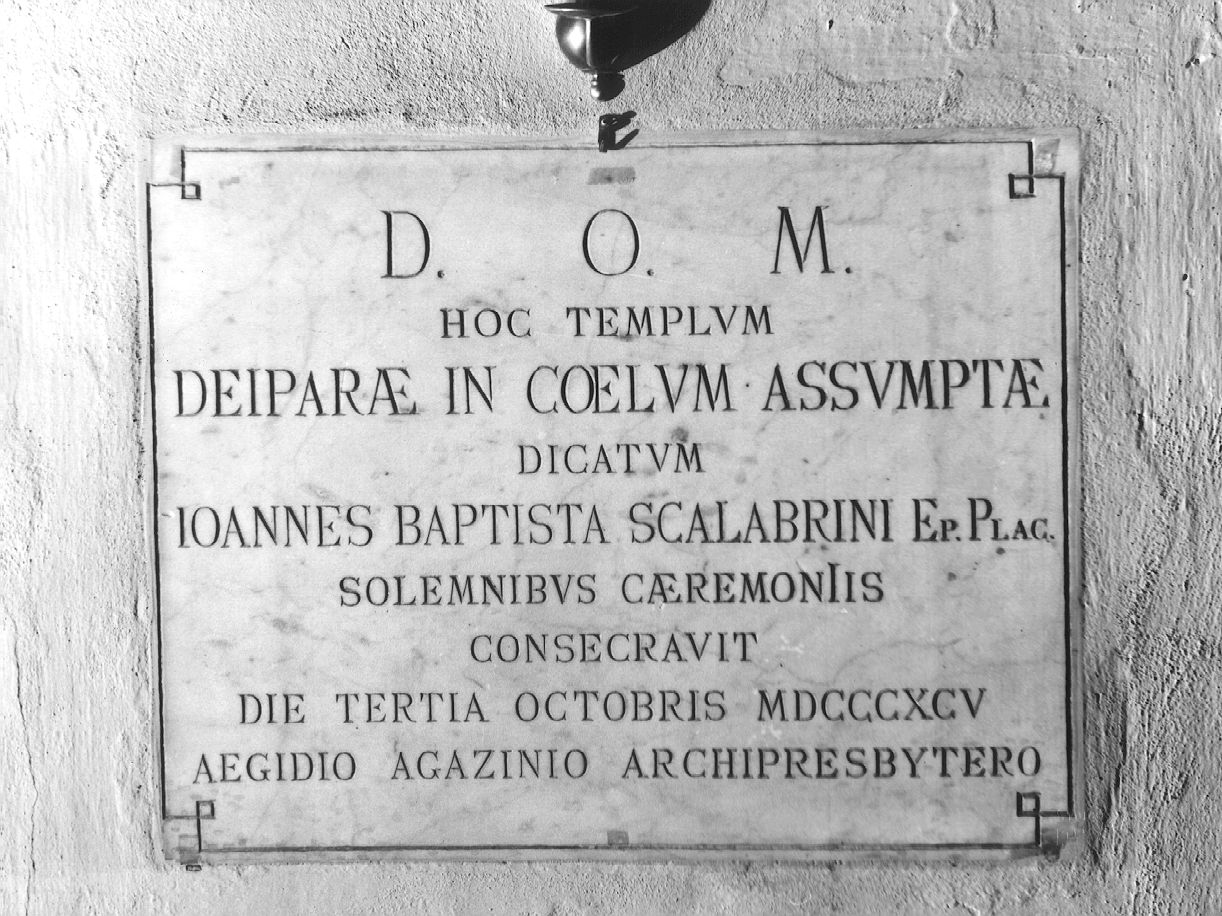 D. O. M.
HOC TEMPLVM
DEIPARÆ IN COELVM · ASSVMPTÆ
DICATVM
IOANNES BAPTISTA SCALABRINI EP. PLAC.
SOLEMNIBVS CÆREMONIIS
CONSECRAVIT
DIE TERTIA OCTOBRIS MDCCCXCV
AEGIDIO AGAZINIO ARCHIPRESBYTERO